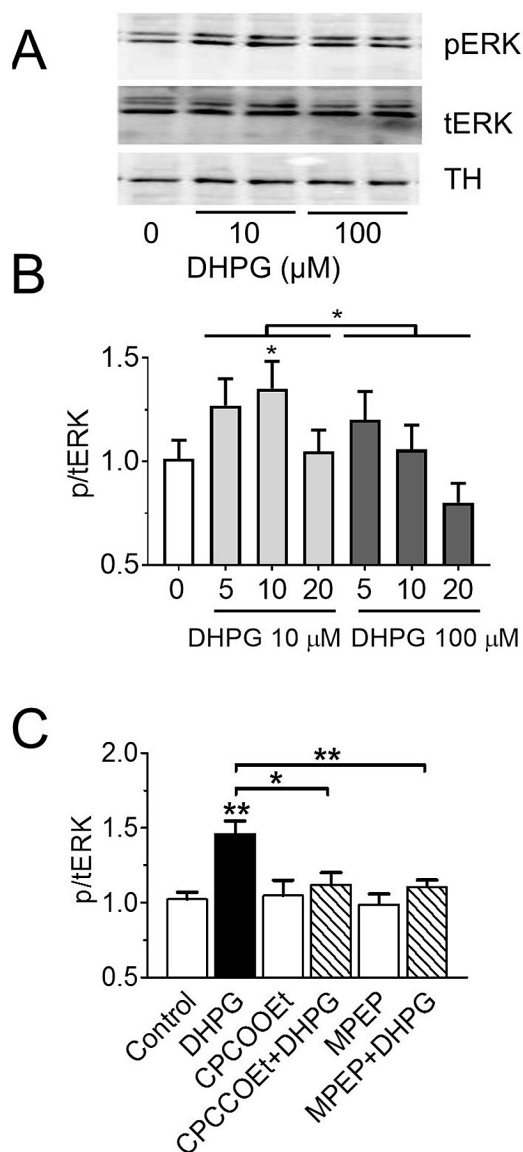 A
pERK
tERK
TH
0 10 100
DHPG (µM)
B
*
*
1.5
1.0
0.5
p/tERK
0 5 10 20 5 10 20
DHPG 10 µM DHPG 100 µM
C
2.0
1.5
1.0
0.5
p/tERK
**
*
**
Control
DHPG
CPCOOEt
CPCCOEt+DHPG
MPEP
MPEP+DHPG